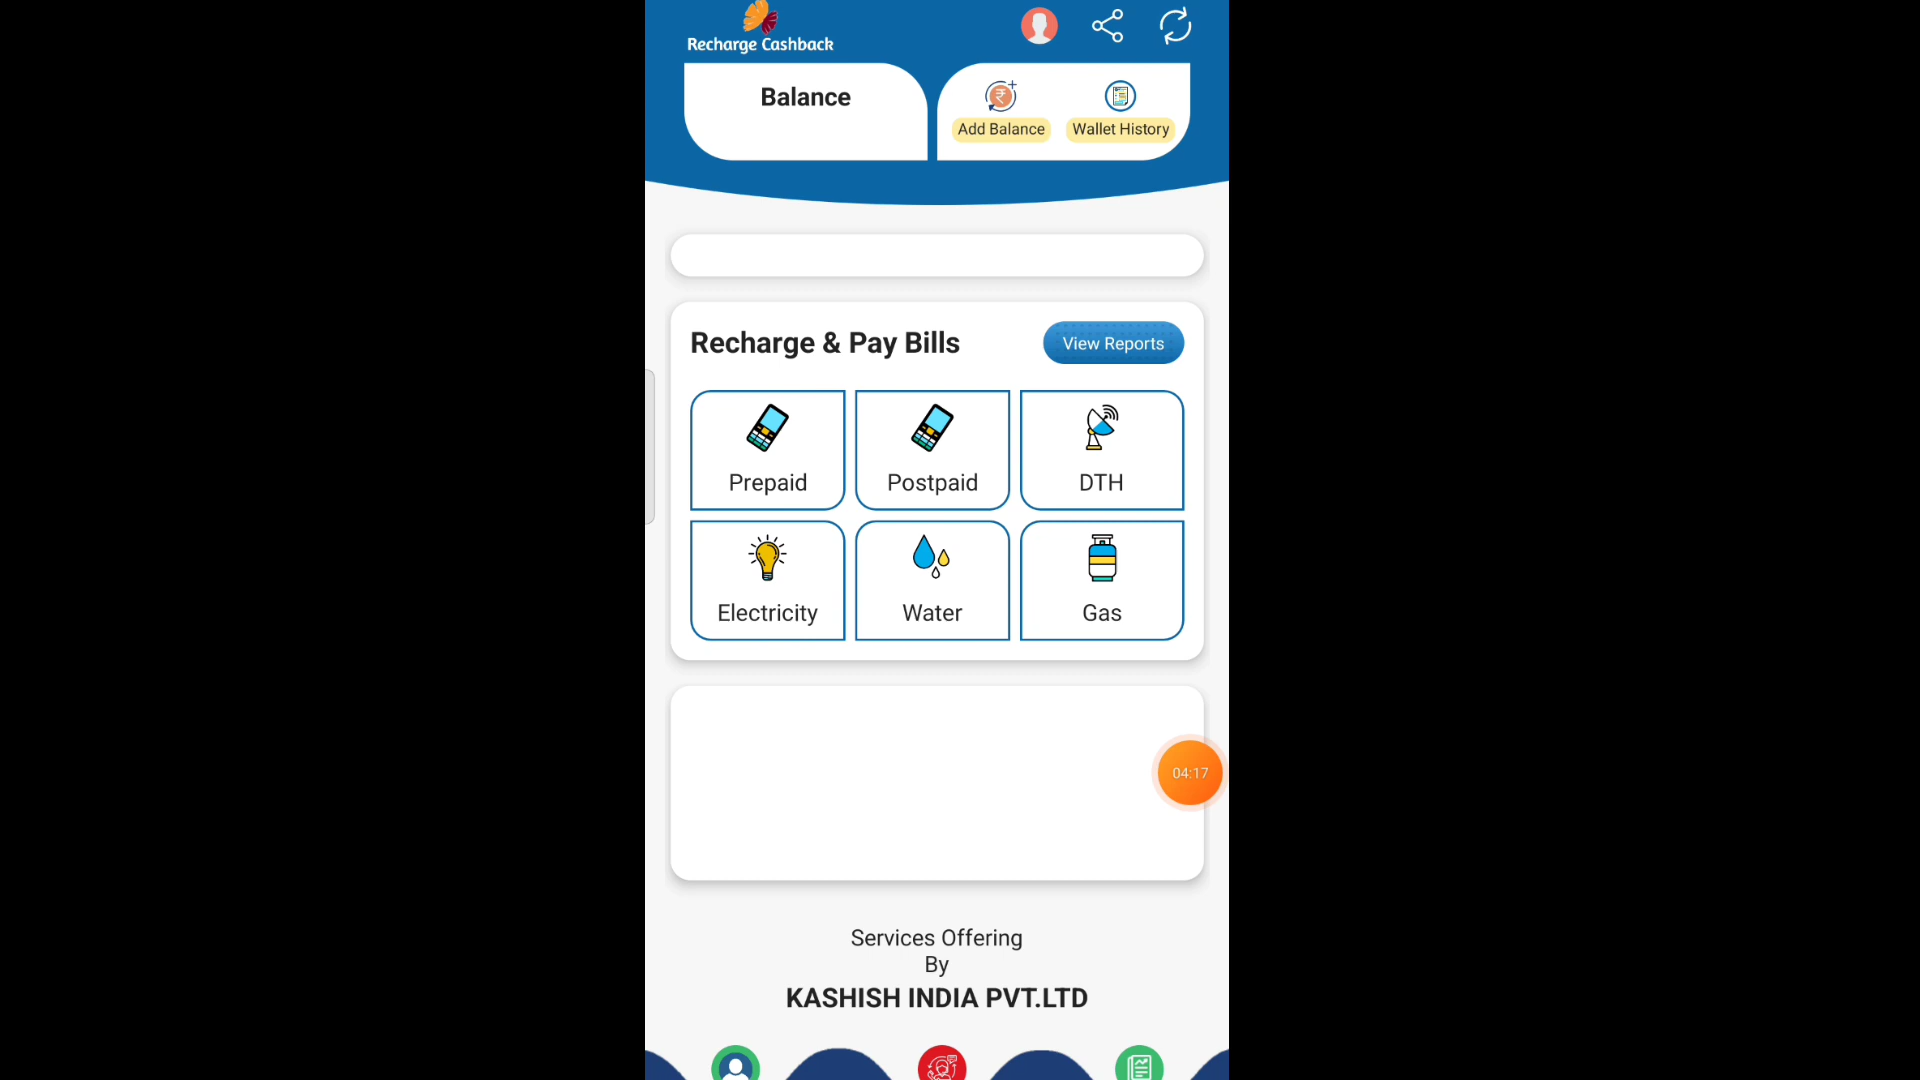 Recharge Cashback
Balance
Add Balance
Wallet History
Recharge & Pay Bills
View Reports
Prepaid
Postpaid
DTH
Electricity
Water
Gas
04:17
Services Offering
By
KASHISH INDIA PVT.LTD